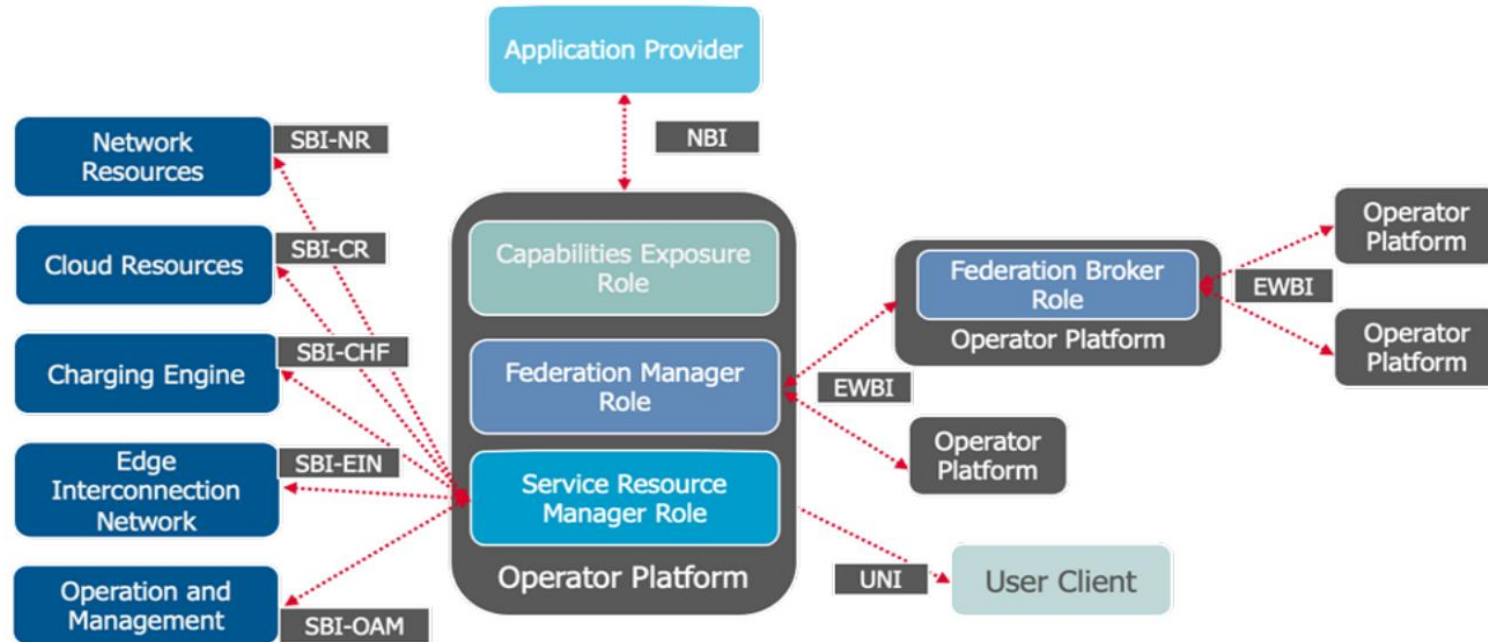 Application Provider
NBI
Network
Resources
SBI-NR
Cloud Resources
SBI-CR
Charging Engine
SBI-CHF
Edge
Interconnection
Network
SBI-EIN
Operation and
Management
SBI-OAM
Capabilities Exposure
Role
Federation Manager
Role
Service Resource
Manager Role
Operator Platform
EWBI
Federation Broker
Role
Operator Platform
Operator
Platform
EWBI
Operator
Platform
Operator
Platform
UNI
User Client